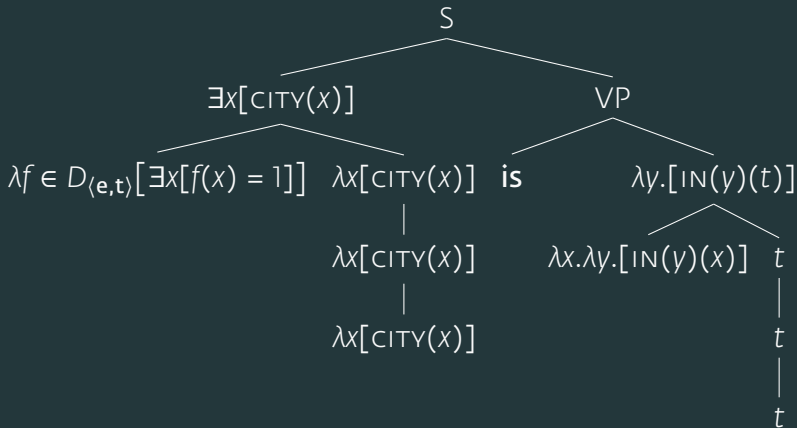 S
∃x[CITY(x)] VP
λf ∈ D⟨e,t⟩[∃x[f(x) = 1]] λx[CITY(x)] is λy.[IN(y)(t)]
λx[CITY(x)] λx.λy.[IN(y)(x)] t
λx[CITY(x)] t
t